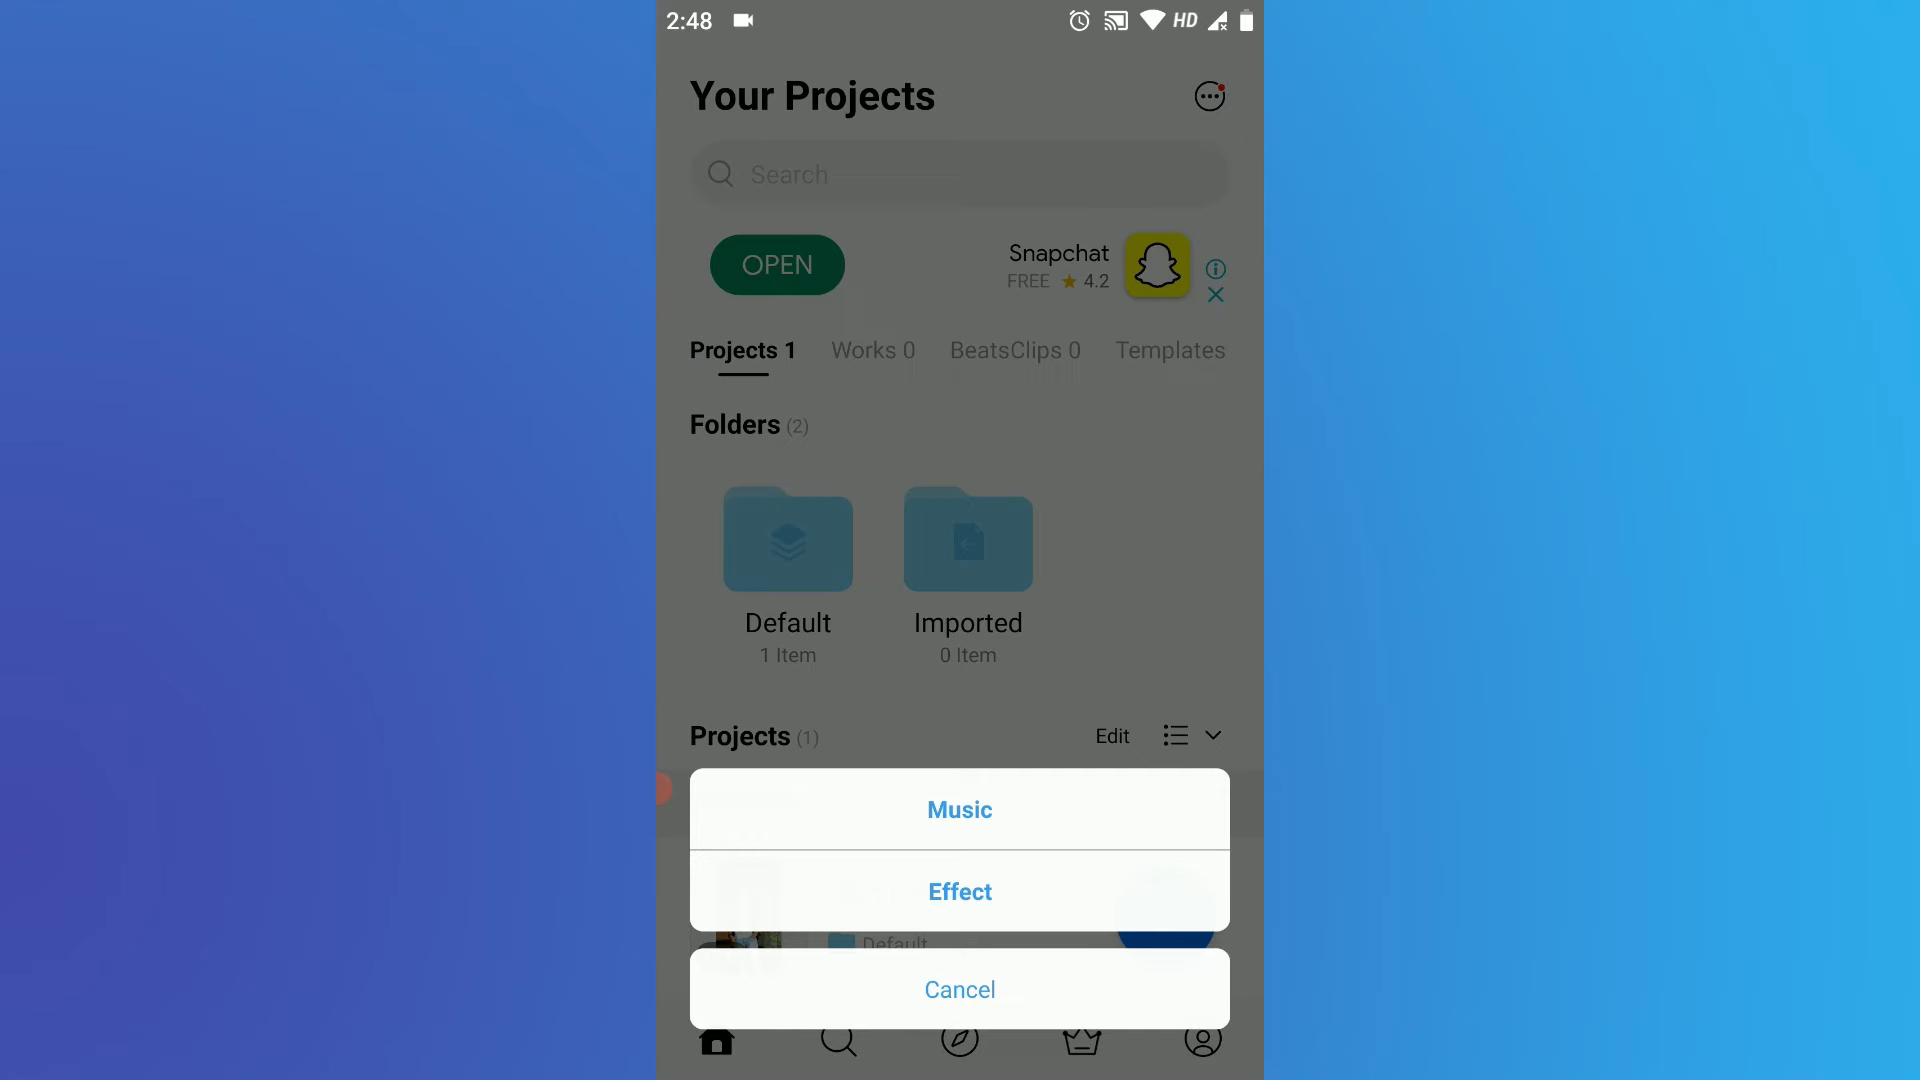 2:48
HD
Your Projects
Search
OPEN
Snapchat
FREE ★ 4.2
Projects 1 Works 0 BeatsClips 0 Templates
Folders (2)
Default
1 Item
Imported
0 Item
Projects (1)
Edit
Music
Effect
Default
Cancel